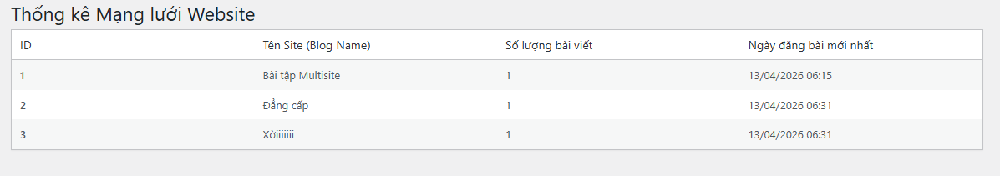 Thống kê Mạng lưới Website
ID Tên Site (Blog Name) Số lượng bài viết Ngày đăng bài mới nhất
1 Bài tập Multisite 1 13/04/2026 06:15
2 Đẳng cấp 1 13/04/2026 06:31
3 Xờiiiiiii 1 13/04/2026 06:31